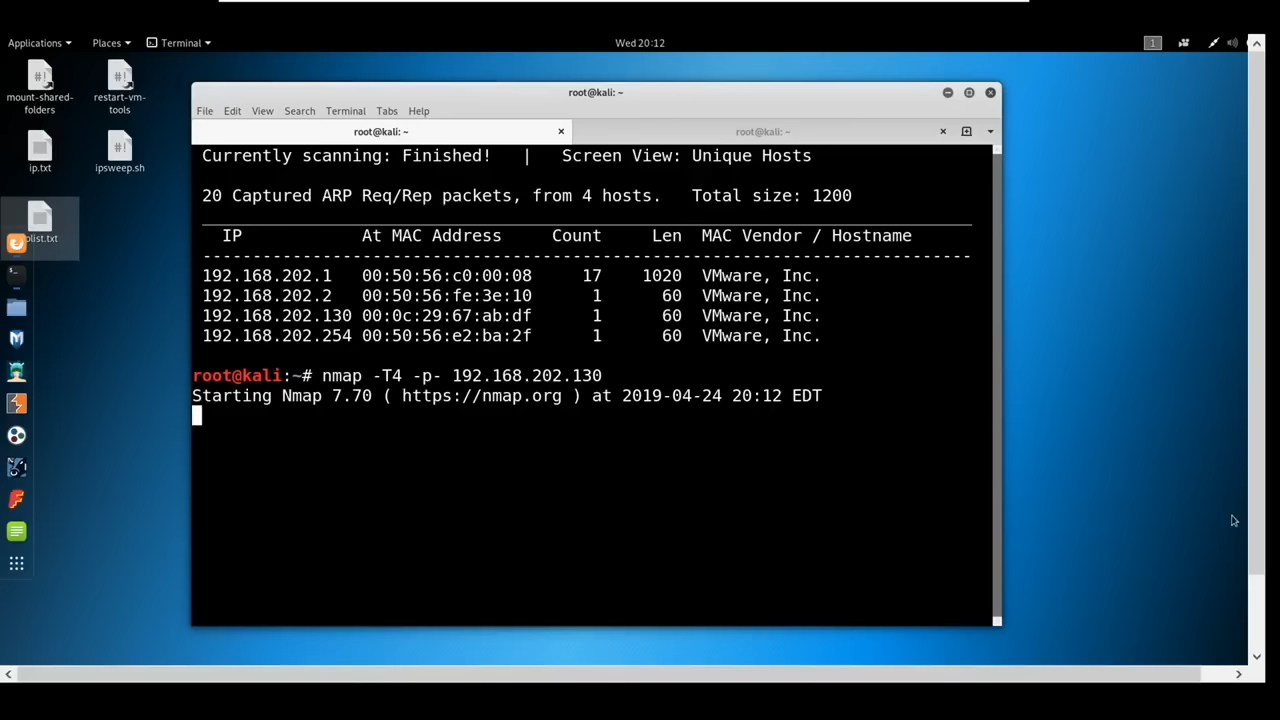 Applications Places Terminal Wed 20:12 1
mount-shared-
folders
restart-vm-
tools
ip.txt
ipsweep.sh
plist.txt
root@kali: ~
File Edit View Search Terminal Tabs Help
root@kali: ~ root@kali: ~
Currently scanning: Finished! | Screen View: Unique Hosts
20 Captured ARP Req/Rep packets, from 4 hosts. Total size: 1200
_____________________________________________________________________________
IP At MAC Address Count Len MAC Vendor / Hostname
-----------------------------------------------------------------------------
192.168.202.1 00:50:56:c0:00:08 17 1020 VMware, Inc.
192.168.202.2 00:50:56:fe:3e:10 1 60 VMware, Inc.
192.168.202.130 00:0c:29:67:ab:df 1 60 VMware, Inc.
192.168.202.254 00:50:56:e2:ba:2f 1 60 VMware, Inc.
root@kali:~# nmap -T4 -p- 192.168.202.130
Starting Nmap 7.70 ( https://nmap.org ) at 2019-04-24 20:12 EDT